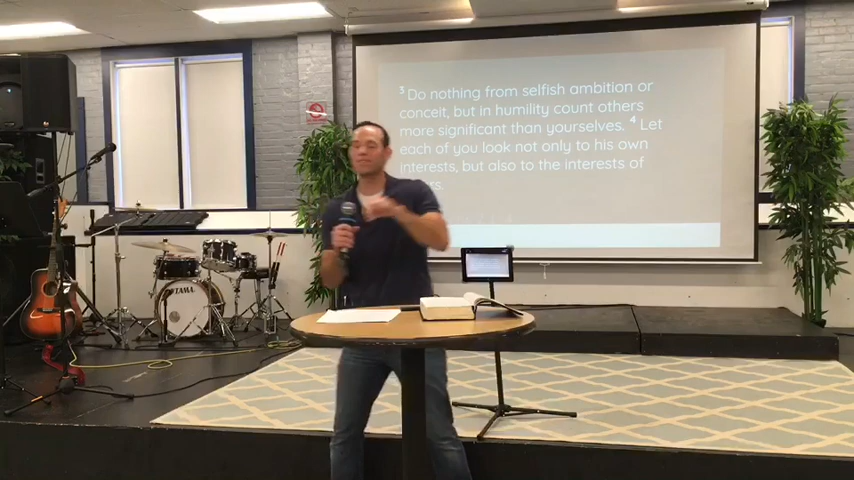 3 Do nothing from selfish ambition or
conceit, but in humility count others
more significant than yourselves. 4 Let
each of you look not only to his own
interests, but also to the interests of
TAMA